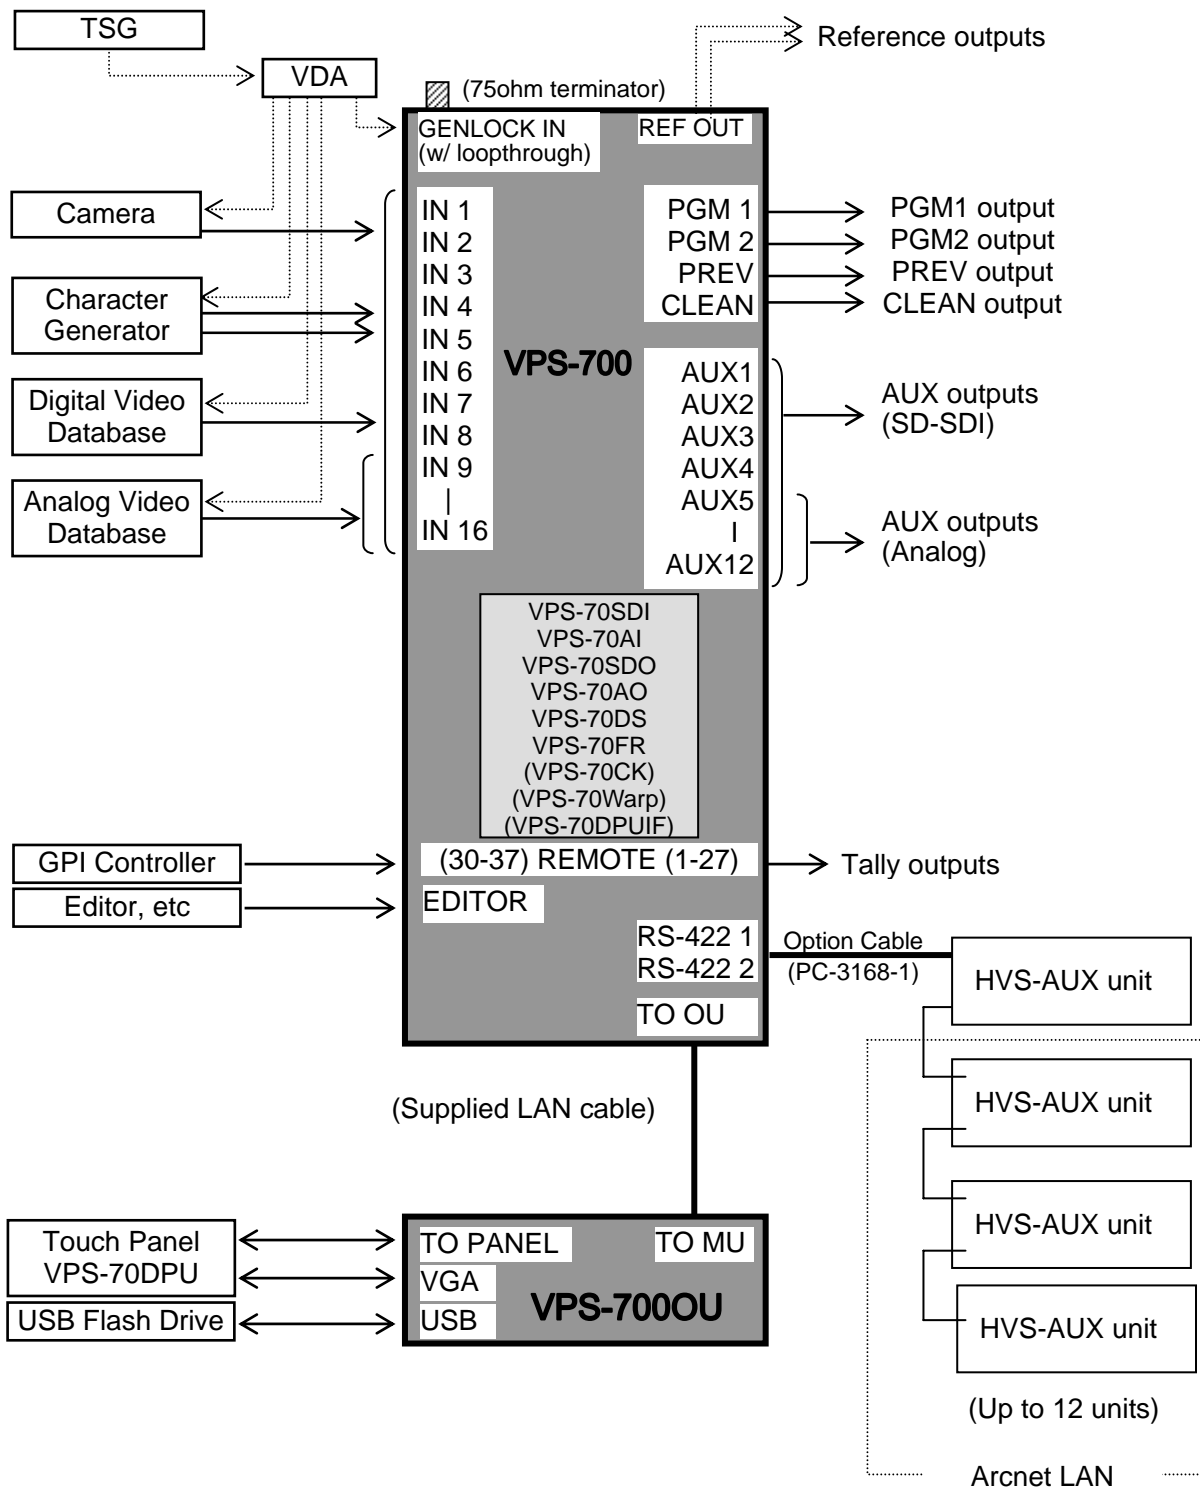 TSG
VDA
(75ohm terminator)
Reference outputs
GENLOCK IN
(w/ loopthrough)
REF OUT
Camera
Character
Generator
Digital Video
Database
Analog Video
Database
IN 1
IN 2
IN 3
IN 4
IN 5
IN 6
IN 7
IN 8
IN 9
|
IN 16
VPS-700
PGM 1
PGM 2
PREV
CLEAN
PGM1 output
PGM2 output
PREV output
CLEAN output
AUX1
AUX2
AUX3
AUX4
AUX5
I
AUX12
AUX outputs
(SD-SDI)
AUX outputs
(Analog)
VPS-70SDI
VPS-70AI
VPS-70SDO
VPS-70AO
VPS-70DS
VPS-70FR
(VPS-70CK)
(VPS-70Warp)
(VPS-70DPUIF)
GPI Controller
(30-37) REMOTE (1-27)
Tally outputs
Editor, etc
EDITOR
RS-422 1
RS-422 2
TO OU
Option Cable
(PC-3168-1)
HVS-AUX unit
HVS-AUX unit
HVS-AUX unit
HVS-AUX unit
(Up to 12 units)
Arcnet LAN
(Supplied LAN cable)
Touch Panel
VPS-70DPU
USB Flash Drive
TO PANEL
TO MU
VGA
USB
VPS-700OU